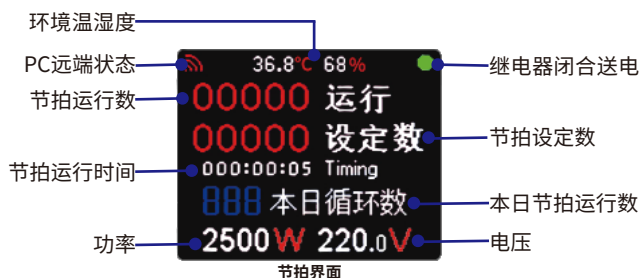 环境温湿度
PC远端状态
36.8℃ 68%
继电器闭合送电
节拍运行数
00000 运行
00000 设定数
节拍设定数
节拍运行时间
000:00:05 Timing
888 本日循环数
本日节拍运行数
功率
2500W 220.0V
电压
节拍界面